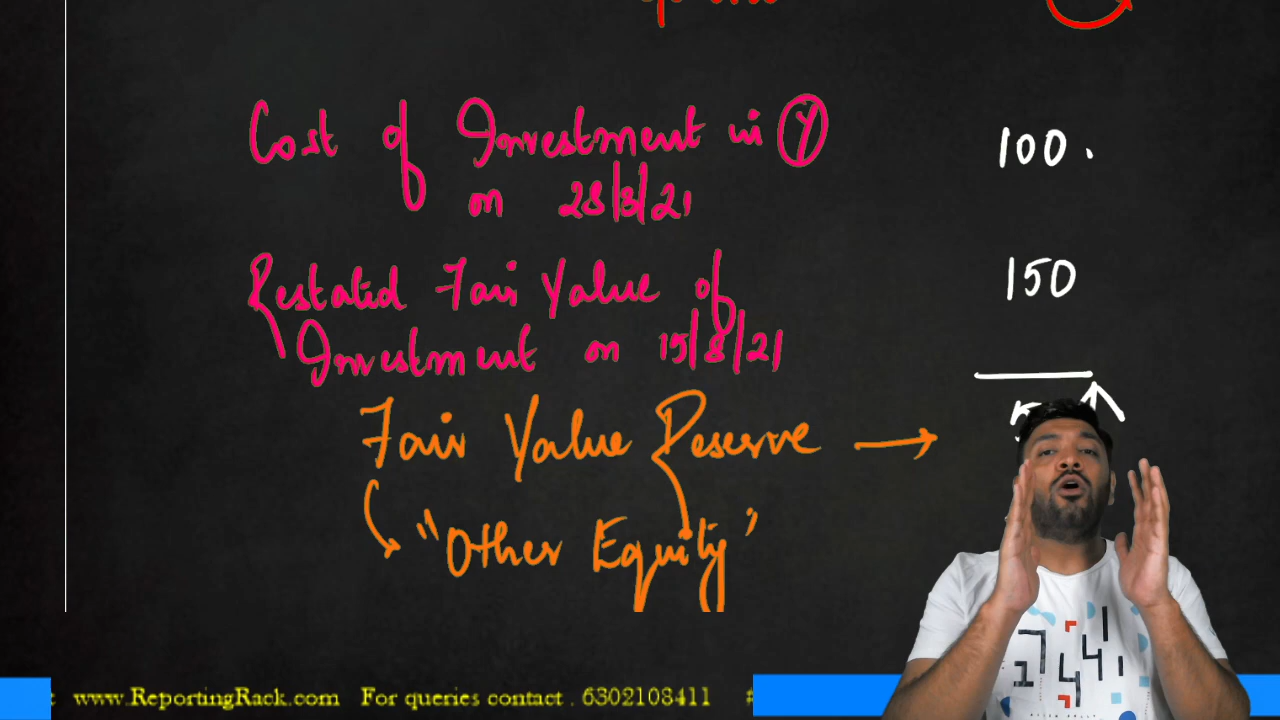 Cost of Investment in Y 100.
on 28/3/21
Restated Fair Value of 150
Investment on 15/8/21
Fair Value Reserve →
"Other Equity"
www.ReportingRack.com For queries contact . 6302108411 #